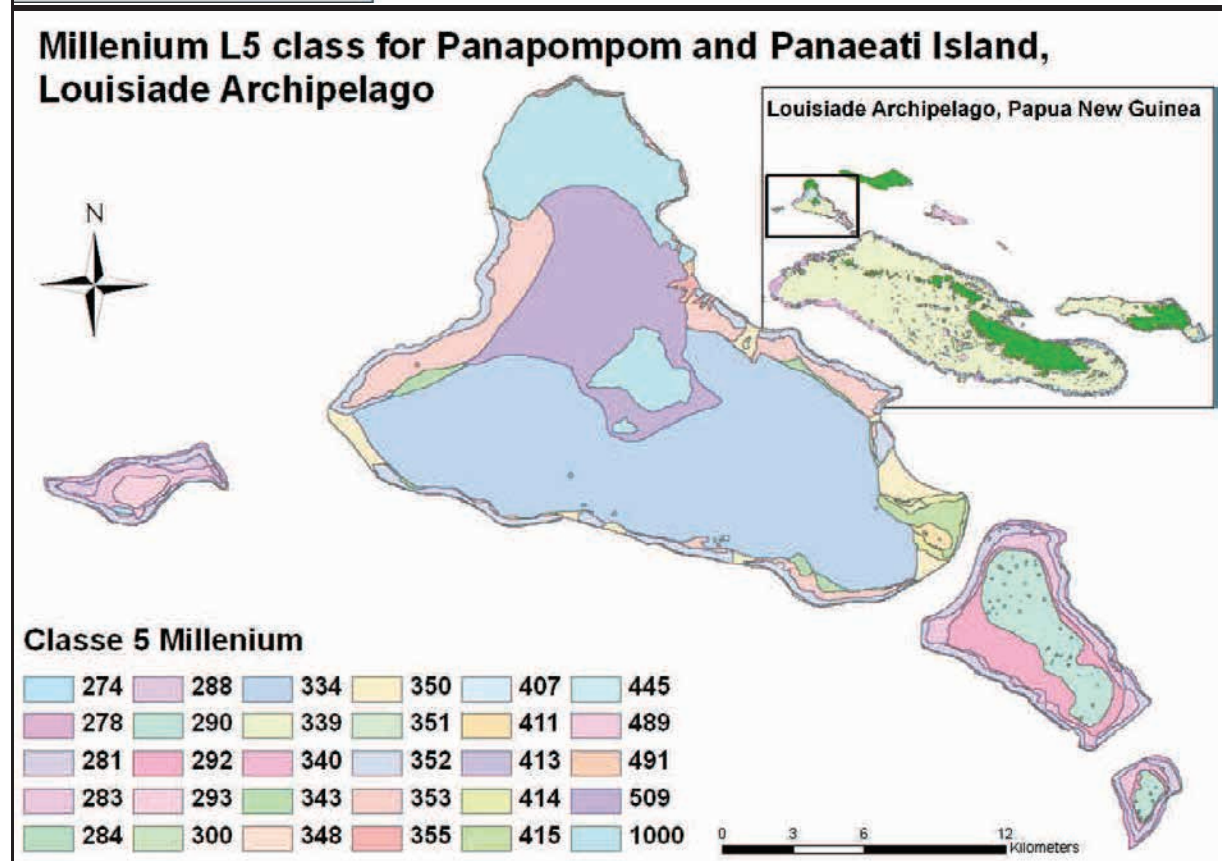 Millenium L5 class for Panapompom and Panaeati Island,
Louisiade Archipelago
Louisiade Archipelago, Papua New Guinea
N
Classe 5 Millenium
274 288 334 350 407 445
278 290 339 351 411 489
281 292 340 352 413 491
283 293 343 353 414 509
284 300 348 355 415 1000
0 3 6 12
Kilometers